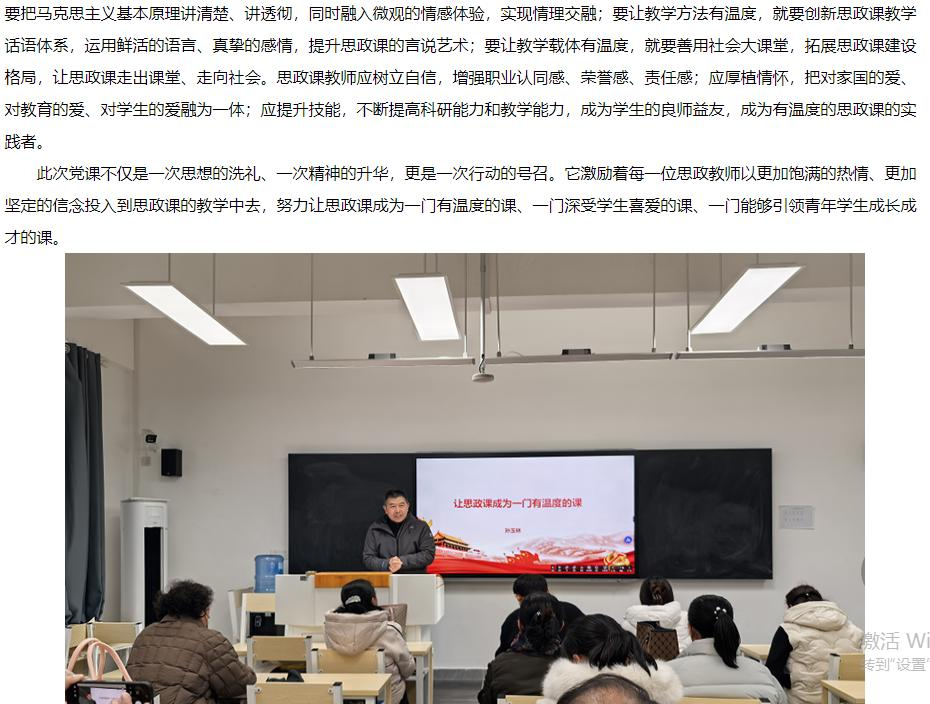 要把马克思主义基本原理讲清楚、讲透彻，同时融入微观的情感体验，实现情理交融；要让教学方法有温度，就要创新思政课教学
话语体系，运用鲜活的语言、真挚的感情，提升思政课的言说艺术；要让教学载体有温度，就要善用社会大课堂，拓展思政课建设
格局，让思政课走出课堂、走向社会。思政课教师应树立自信，增强职业认同感、荣誉感、责任感；应厚植情怀，把对家国的爱、
对教育的爱、对学生的爱融为一体；应提升技能，不断提高科研能力和教学能力，成为学生的良师益友，成为有温度的思政课的实
践者。
此次党课不仅是一次思想的洗礼、一次精神的升华，更是一次行动的号召。它激励着每一位思政教师以更加饱满的热情、更加
坚定的信念投入到思政课的教学中去，努力让思政课成为一门有温度的课、一门深受学生喜爱的课、一门能够引领青年学生成长成
才的课。
让思政课成为一门有温度的课
激活 Wi
转到"设置"